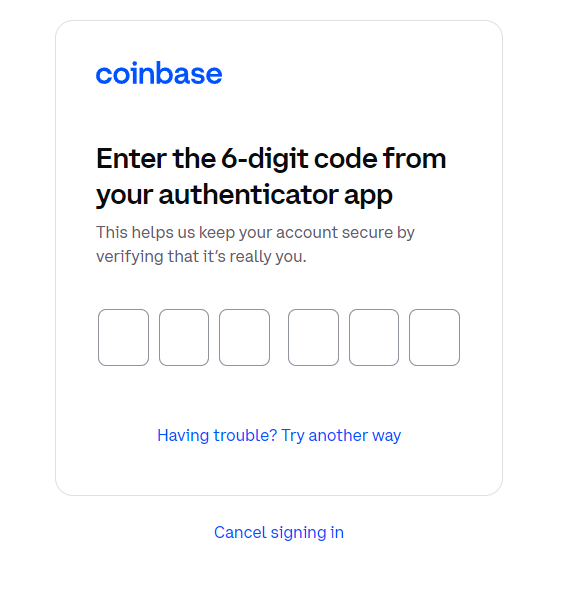 coinbase
Enter the 6-digit code from
your authenticator app
This helps us keep your account secure by
verifying that it's really you.
Having trouble? Try another way
Cancel signing in